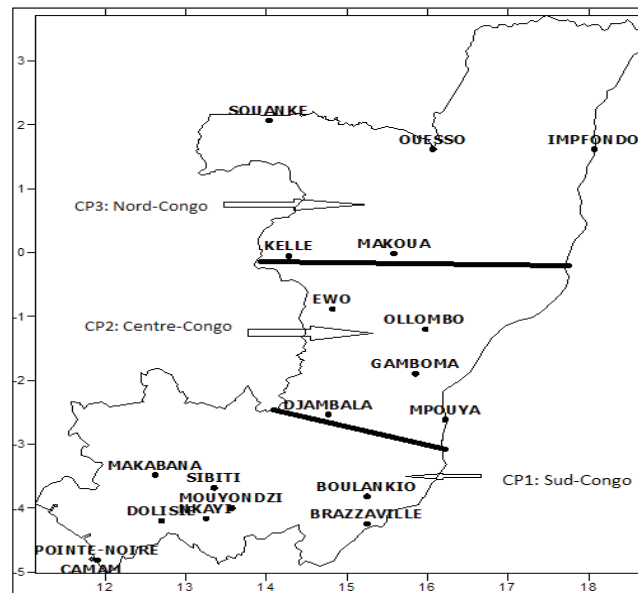 3
SOUANKE
2
OUESSO
IMPFONDO
1
CP3: Nord-Congo
KELLE
MAKOUA
0
EWO
OLLOMBO
-1
CP2: Centre-Congo
GAMBOMA
-2
DJAMBALA
MPOUYA
-3
MAKABANA
SIBITI
BOULANKIO
CP1: Sud-Congo
MOUYONDZI
-4
DOLISIE
NKAYI
BRAZZAVILLE
POINTE-NOIRE
CAMAM
-5
12 13 14 15 16 17 18